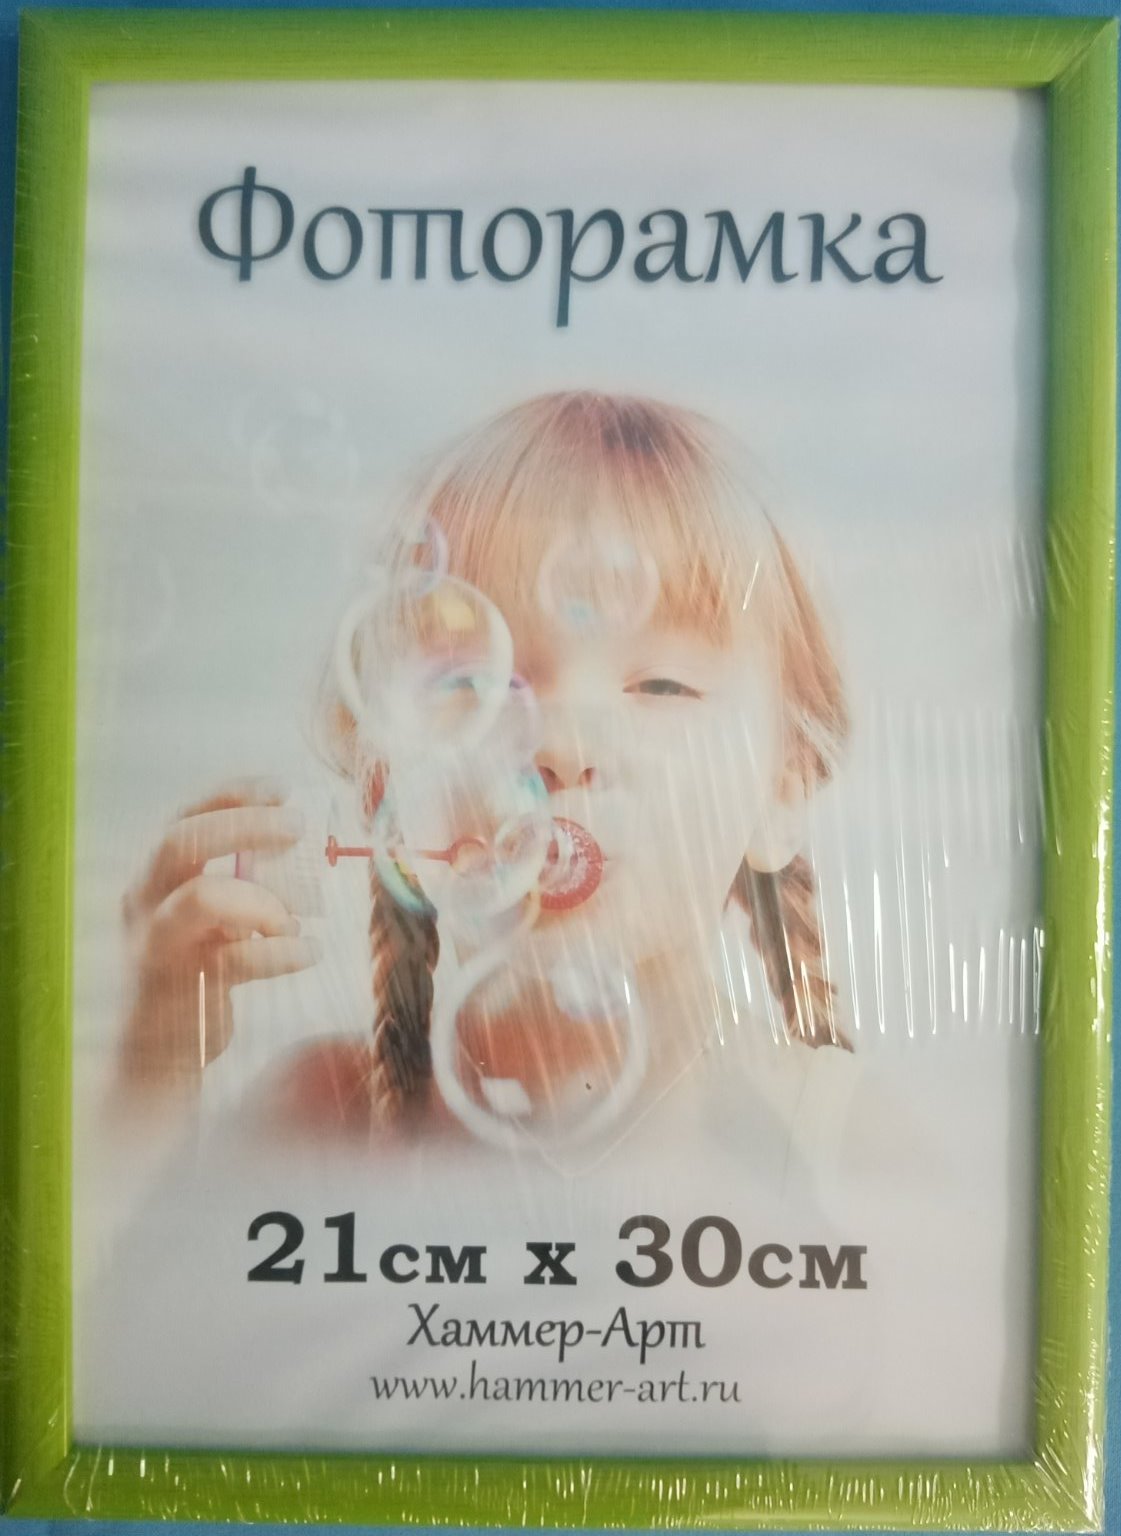 Фоторамка
21см х 30см
Хаммер-Арт
www.hammer-art.ru